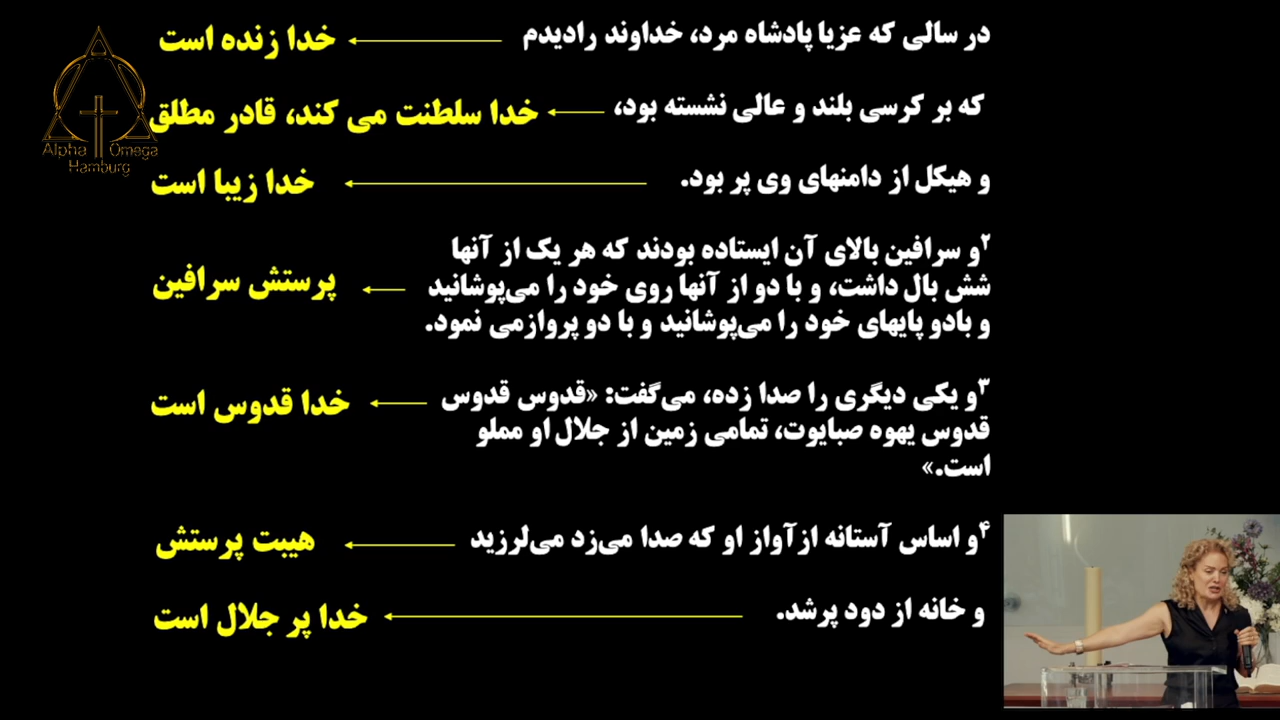 در سالی که عزیا پادشاه مرد، خداوند رادیدم
خدا زنده است
که بر کرسی بلند و عالی نشسته بود،
خدا سلطنت می کند، قادر مطلق
و هیکل از دامنهای وی پر بود.
خدا زیبا است
۲و سرافین بالای آن ایستاده بودند که هر یک از آنها
شش بال داشت، و با دو از آنها روی خود را می‌پوشانید
و بادو پایهای خود را می‌پوشانید و با دو پروازمی نمود.
پرستش سرافین
۳و یکی دیگری را صدا زده، می‌گفت: «قدوس قدوس
قدوس یهوه صبایوت، تمامی زمین از جلال او مملو
است.»
خدا قدوس است
۴و اساس آستانه ازآواز او که صدا می‌زد می‌لرزید
هیبت پرستش
و خانه از دود پرشد.
خدا پر جلال است
Alpha Omega
Hamburg